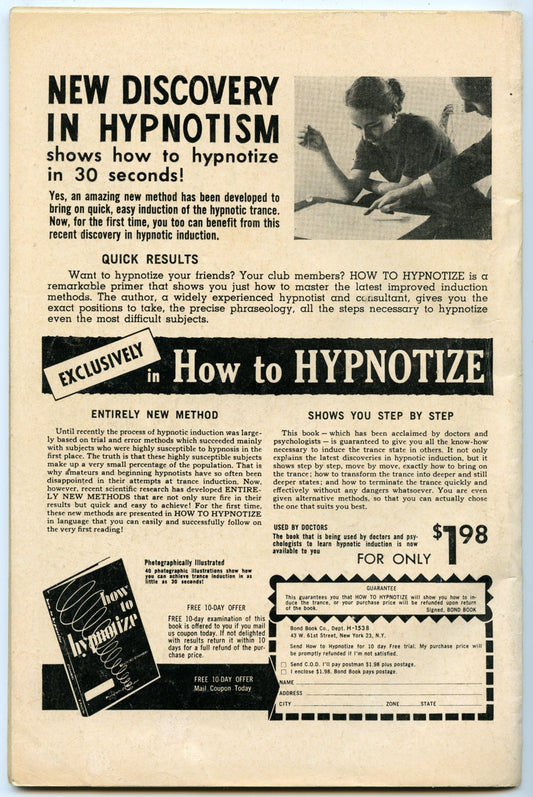 NEW DISCOVERY
IN HYPNOTISM
shows how to hypnotize
in 30 seconds!
Yes, an amazing new method has been developed to
bring on quick, easy induction of the hypnotic trance.
Now, for the first time, you too can benefit from this
recent discovery in hypnotic induction.
QUICK RESULTS
Want to hypnotize your friends? Your club members? HOW TO HYPNOTIZE is a
remarkable primer that shows you just how to master the latest improved induction
methods. The author, a widely experienced hypnotist and consultant, gives you the
exact positions to take, the precise phraseology, all the steps necessary to hypnotize
even the most difficult subjects.
EXCLUSIVELY
in How to HYPNOTIZE
ENTIRELY NEW METHOD
Until recently the process of hypnotic induction was large-
ly based on trial and error methods which succeeded mainly
with subjects who were highly susceptible to hypnosis in the
first place. The truth is that these highly susceptible subjects
make up a very small percentage of the population. That is
why amateurs and beginning hypnotists have so often been
disappointed in their attempts at trance induction. Now,
however, recent scientific research has developed ENTIRE-
LY NEW METHODS that are not only sure fire in their
results but quick and easy to achieve! For the first time,
these new methods are presented in HOW TO HYPNOTIZE
in language that you can easily and successfully follow on
the very first reading!
SHOWS YOU STEP BY STEP
This book — which has been acclaimed by doctors and
psychologists — is guaranteed to give you all the know-how
necessary to induce the trance state in others. It not only
explains the latest discoveries in hypnotic induction, but it
shows step by step, move by move, exactly how to bring on
the trance; how to transform the trance into deeper and still
deeper states; and how to terminate the trance quickly and
effectively without any dangers whatsoever. You are even
given alternative methods, so that you can actually chose
the one that suits you best.
USED BY DOCTORS
The book that is being used by doctors and psy-
chologists to learn hypnotic induction is now
available to you
FOR ONLY $1.98
Photographically Illustrated
40 photographic illustrations show how
you can achieve trance induction in as
little as 30 seconds!
how
to
hypnotize
FREE 10-DAY OFFER
FREE 10-day examination of this
book is offered to you if you mail
us coupon today. If not delighted
with results return it within 10
days for a full refund of the pur-
chase price.
FREE 10-DAY OFFER
Mail Coupon Today
GUARANTEE
This guarantees you that HOW TO HYPNOTIZE will show you how to in-
duce the trance, or your purchase price will be refunded upon return
of the book.
Signed, BOND BOOK
Bond Book Co., Dept. H-153B
43 W. 61st Street, New York 23, N.Y.
Send How to Hypnotize for 10 day Free trial: My purchase price will
be promptly refunded if I'm not satisfied.
Send C.O.D. I'll pay postman $1.98 plus postage.
I enclose $1.98. Bond Book pays postage.
NAME
ADDRESS
CITY ZONE STATE